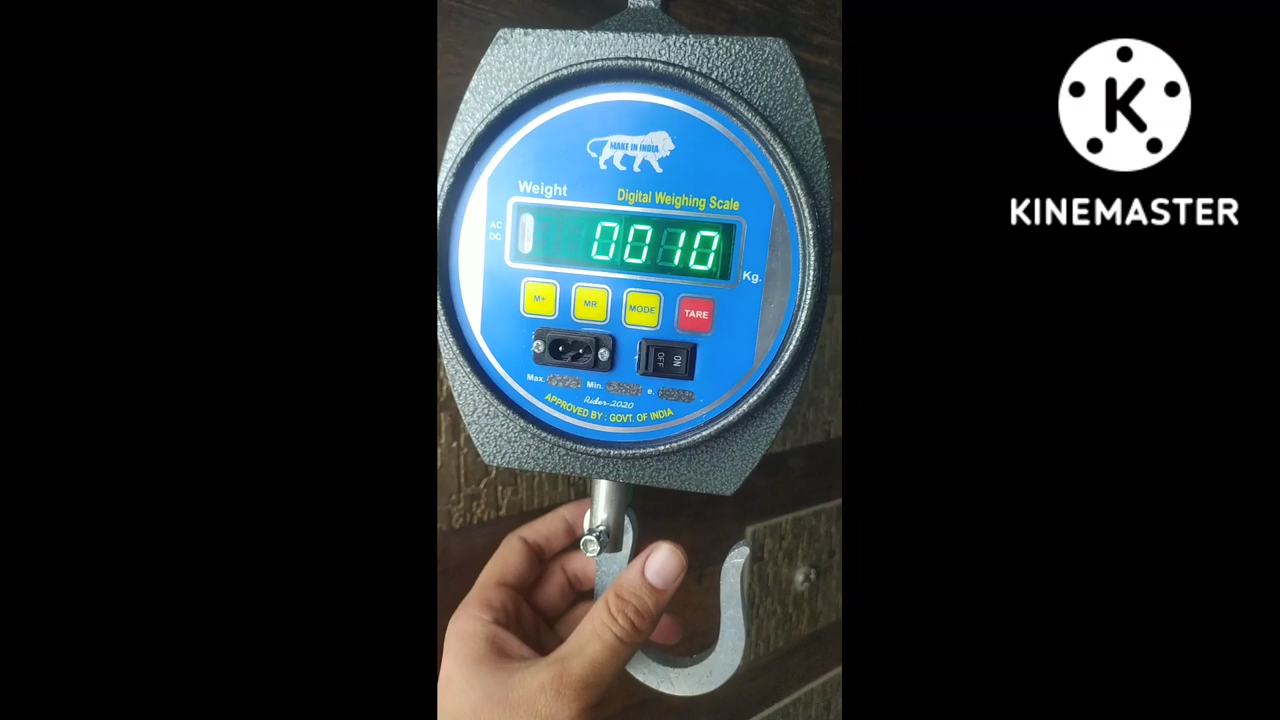 MAKE IN INDIA
Weight
Digital Weighing Scale
AC
DC
0010
Kg.
M+
MR
MODE
TARE
OFF
ON
Max.
Min.
e.
Rider-2020
APPROVED BY : GOVT. OF INDIA
K
KINEMASTER